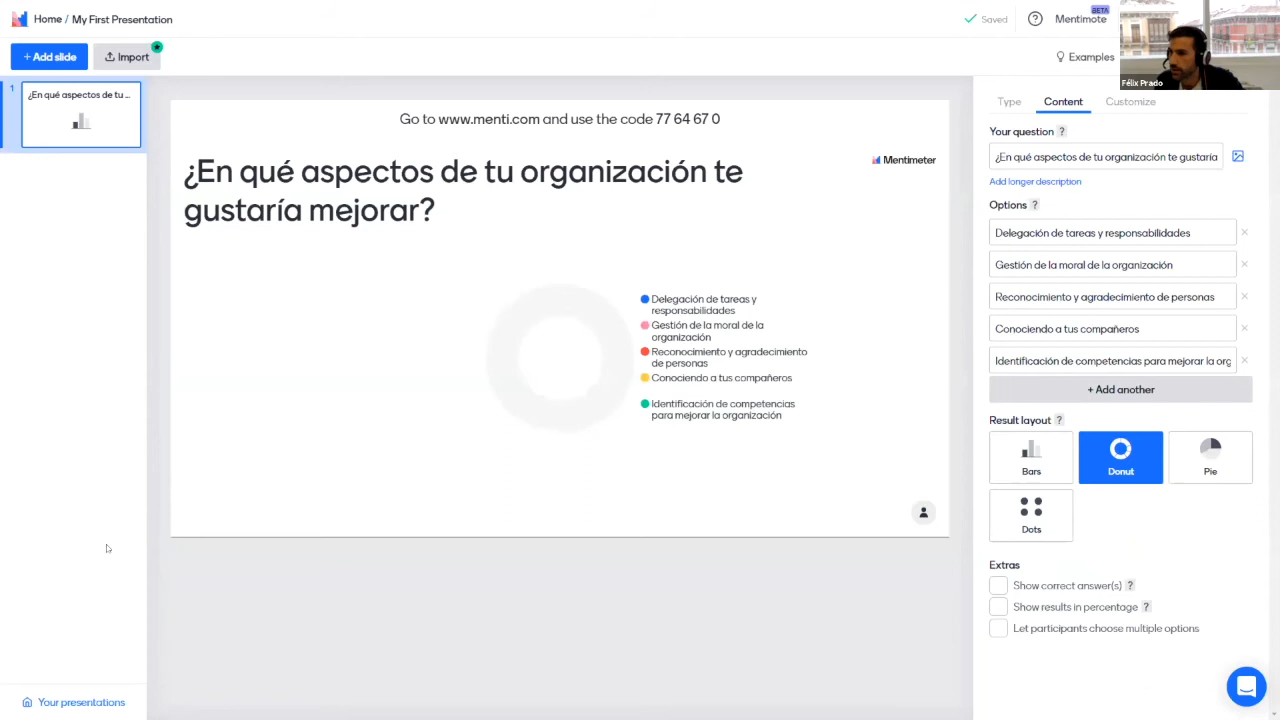 Home / My First Presentation
Saved
?
Mentimote
BETA
+ Add slide
Import
Examples
Félix Prado
1
¿En qué aspectos de tu ...
Go to www.menti.com and use the code 77 64 67 0
Mentimeter
¿En qué aspectos de tu organización te
gustaría mejorar?
Delegación de tareas y
responsabilidades
Gestión de la moral de la
organización
Reconocimiento y agradecimiento
de personas
Conociendo a tus compañeros
Identificación de competencias
para mejorar la organización
Type
Content
Customize
Your question ?
¿En qué aspectos de tu organización te gustaría
Add longer description
Options ?
Delegación de tareas y responsabilidades
Gestión de la moral de la organización
Reconocimiento y agradecimiento de personas
Conociendo a tus compañeros
Identificación de competencias para mejorar la org
+ Add another
Result layout ?
Bars
Donut
Pie
Dots
Extras
Show correct answer(s) ?
Show results in percentage ?
Let participants choose multiple options
Your presentations